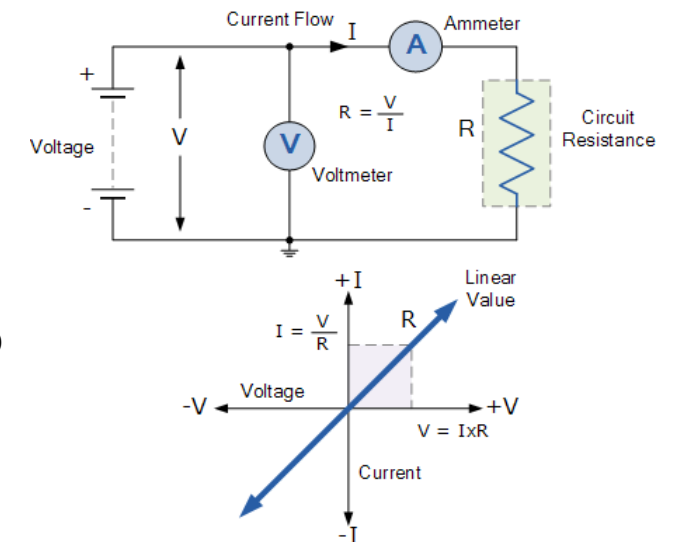 Current Flow
I
Ammeter
A
+
R = V/I
Voltage
V
V
R
Circuit
Resistance
Voltmeter
-
+I
Linear
Value
I = V/R
R
Voltage
-V
+V
V = IxR
Current
-I
)